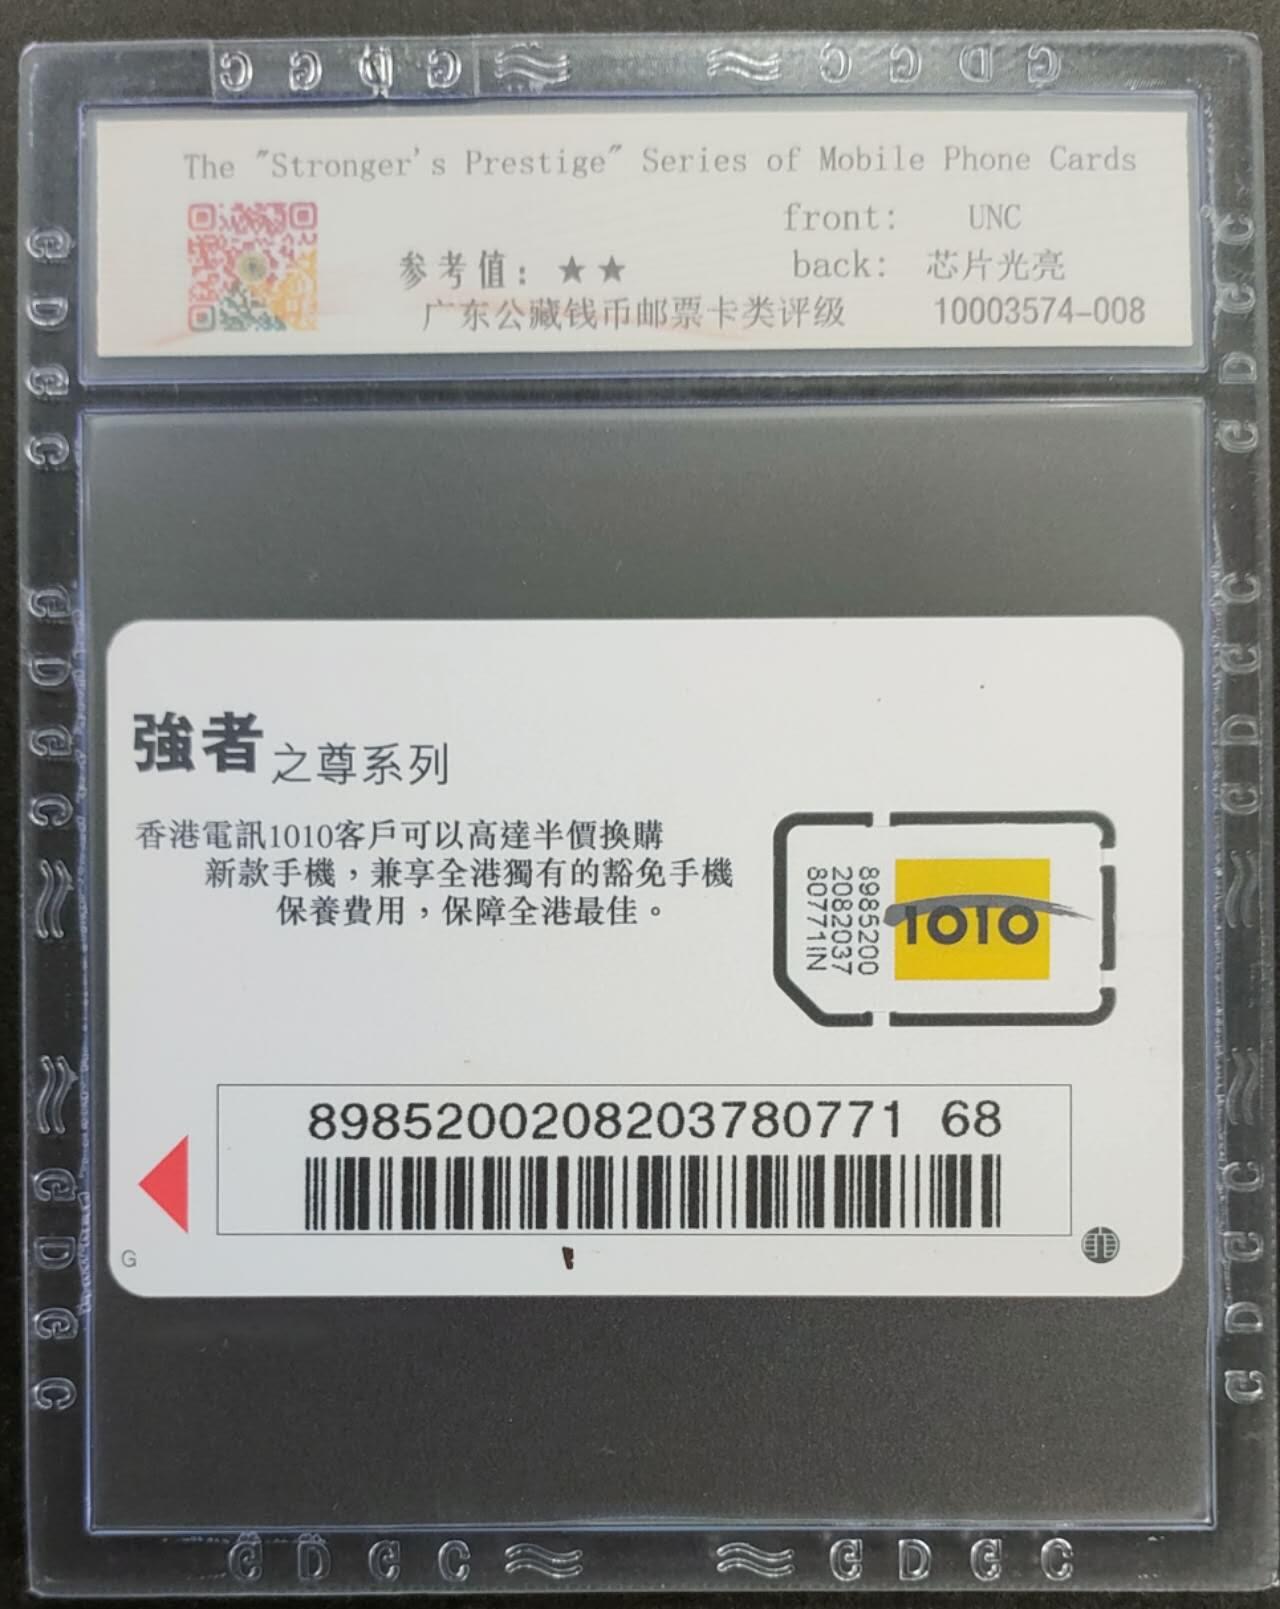 C G D G ≈ ≈ G D G C
The "Stronger's Prestige" Series of Mobile Phone Cards
front: UNC
参考值：★★ back: 芯片光亮
广东公藏钱币邮票卡类评级 10003574-008
強者之尊系列
香港電訊1010客戶可以高達半價換購
新款手機，兼享全港獨有的豁免手機
保養費用，保障全港最佳。
8985200
2082037
80771IN
1010
8985200208203780771 68
G
G D G C ≈ ≈ G D G C